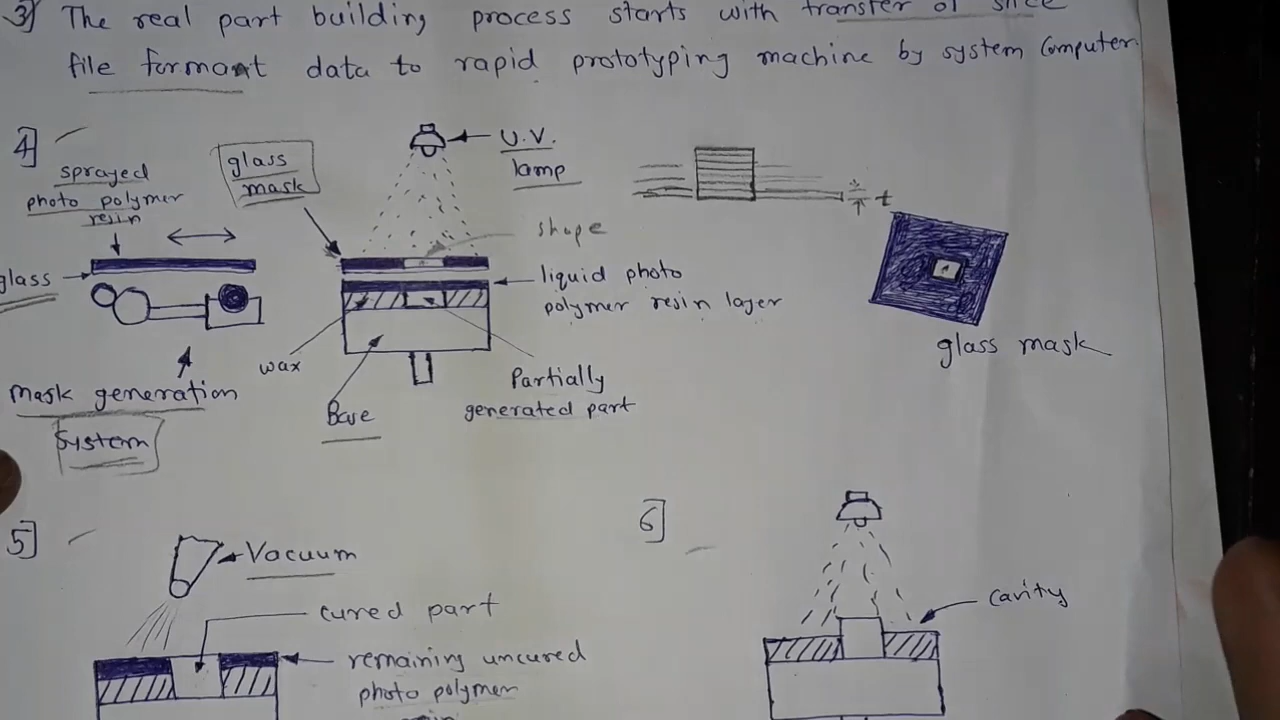 3) The real part building process starts with transfer of slice
file formant data to rapid prototyping machine by system computer.
4]
sprayed
photo polymer
resin
glass
mask
U.V.
lamp
t
shape
glass
liquid photo
polymer resin layer
glass mask
wax
Partially
generated part
Mask generation
System
Base
5]
6]
Vacuum
cured part
cavity
remaining uncured
photo polymer